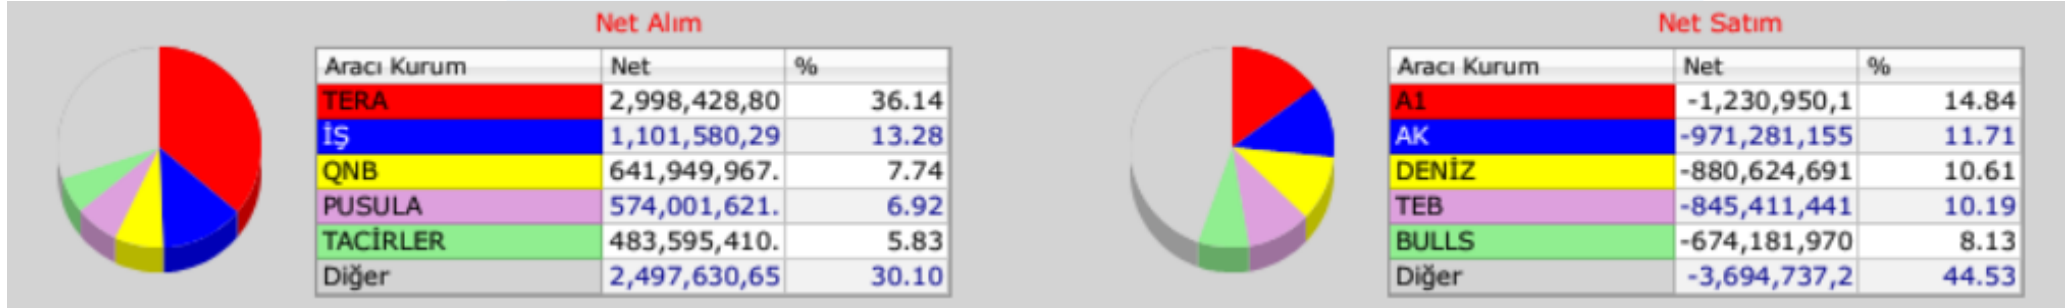 Net Alım
Aracı Kurum Net %
TERA 2,998,428,80 36.14
İŞ 1,101,580,29 13.28
QNB 641,949,967. 7.74
PUSULA 574,001,621. 6.92
TACİRLER 483,595,410. 5.83
Diğer 2,497,630,65 30.10
Net Satım
Aracı Kurum Net %
A1 -1,230,950,1 14.84
AK -971,281,155 11.71
DENİZ -880,624,691 10.61
TEB -845,411,441 10.19
BULLS -674,181,970 8.13
Diğer -3,694,737,2 44.53